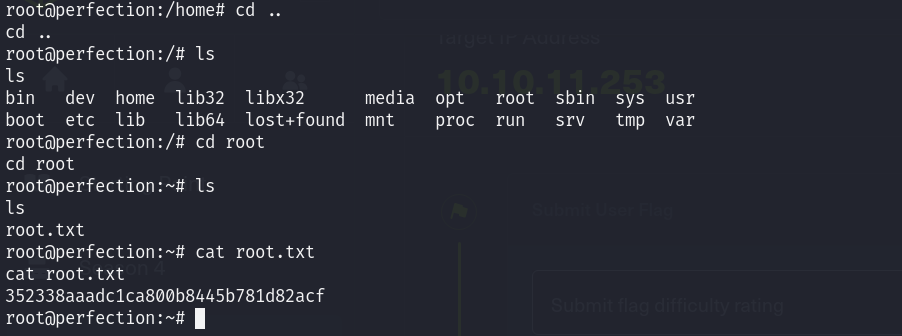 root@perfection:/home# cd ..
cd ..
Target IP Address
root@perfection:/# ls
ls
10.10.11.253
bin   dev  home  lib32  libx32      media  opt   root  sbin  sys  usr
boot  etc  lib   lib64  lost+found  mnt    proc  run   srv   tmp  var
root@perfection:/# cd root
cd root
root@perfection:~# ls
ls
Submit User Flag
root.txt
root@perfection:~# cat root.txt
cat root.txt
352338aaadc1ca800b8445b781d82acf
Submit flag difficulty rating
root@perfection:~#